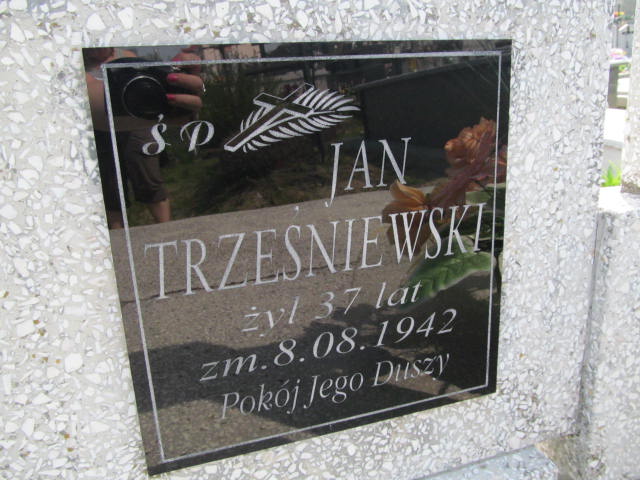 ŚP
JAN
TRZEŚNIEWSKI
żył 37 lat
zm.8.08.1942
Pokój Jego Duszy